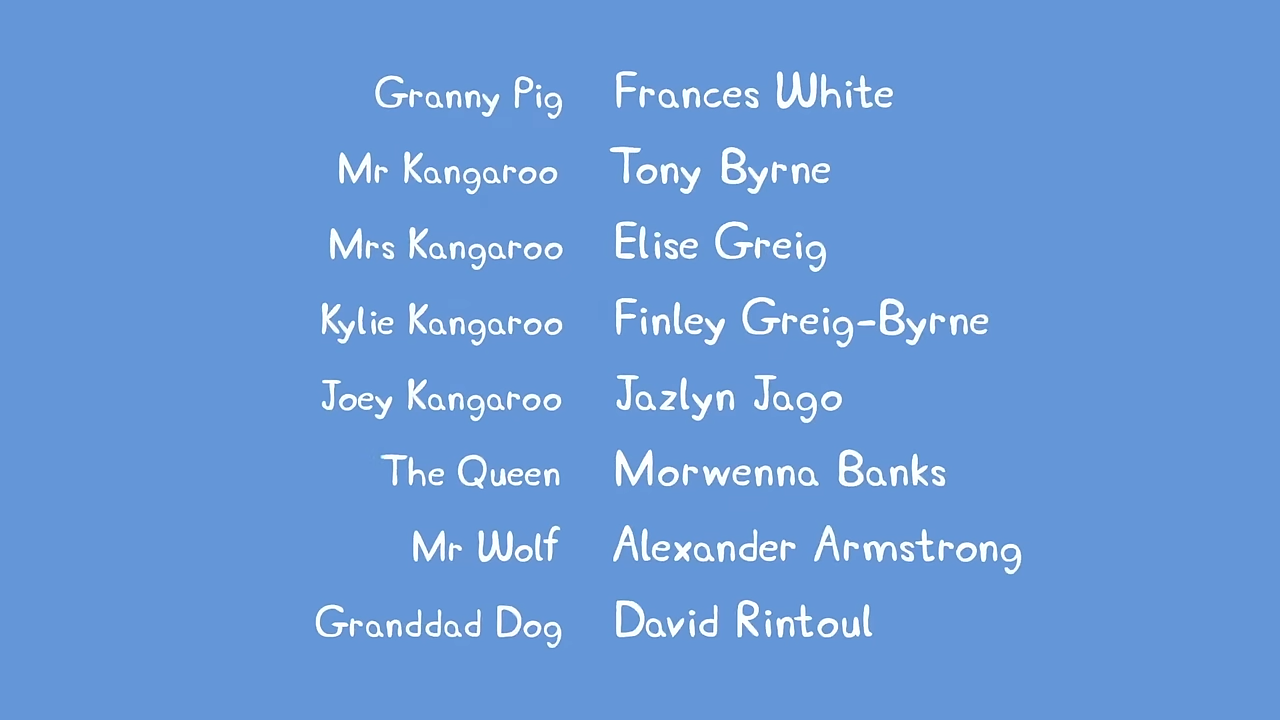 Granny Pig Frances White
Mr Kangaroo Tony Byrne
Mrs Kangaroo Elise Greig
Kylie Kangaroo Finley Greig-Byrne
Joey Kangaroo Jazlyn Jago
The Queen Morwenna Banks
Mr Wolf Alexander Armstrong
Granddad Dog David Rintoul